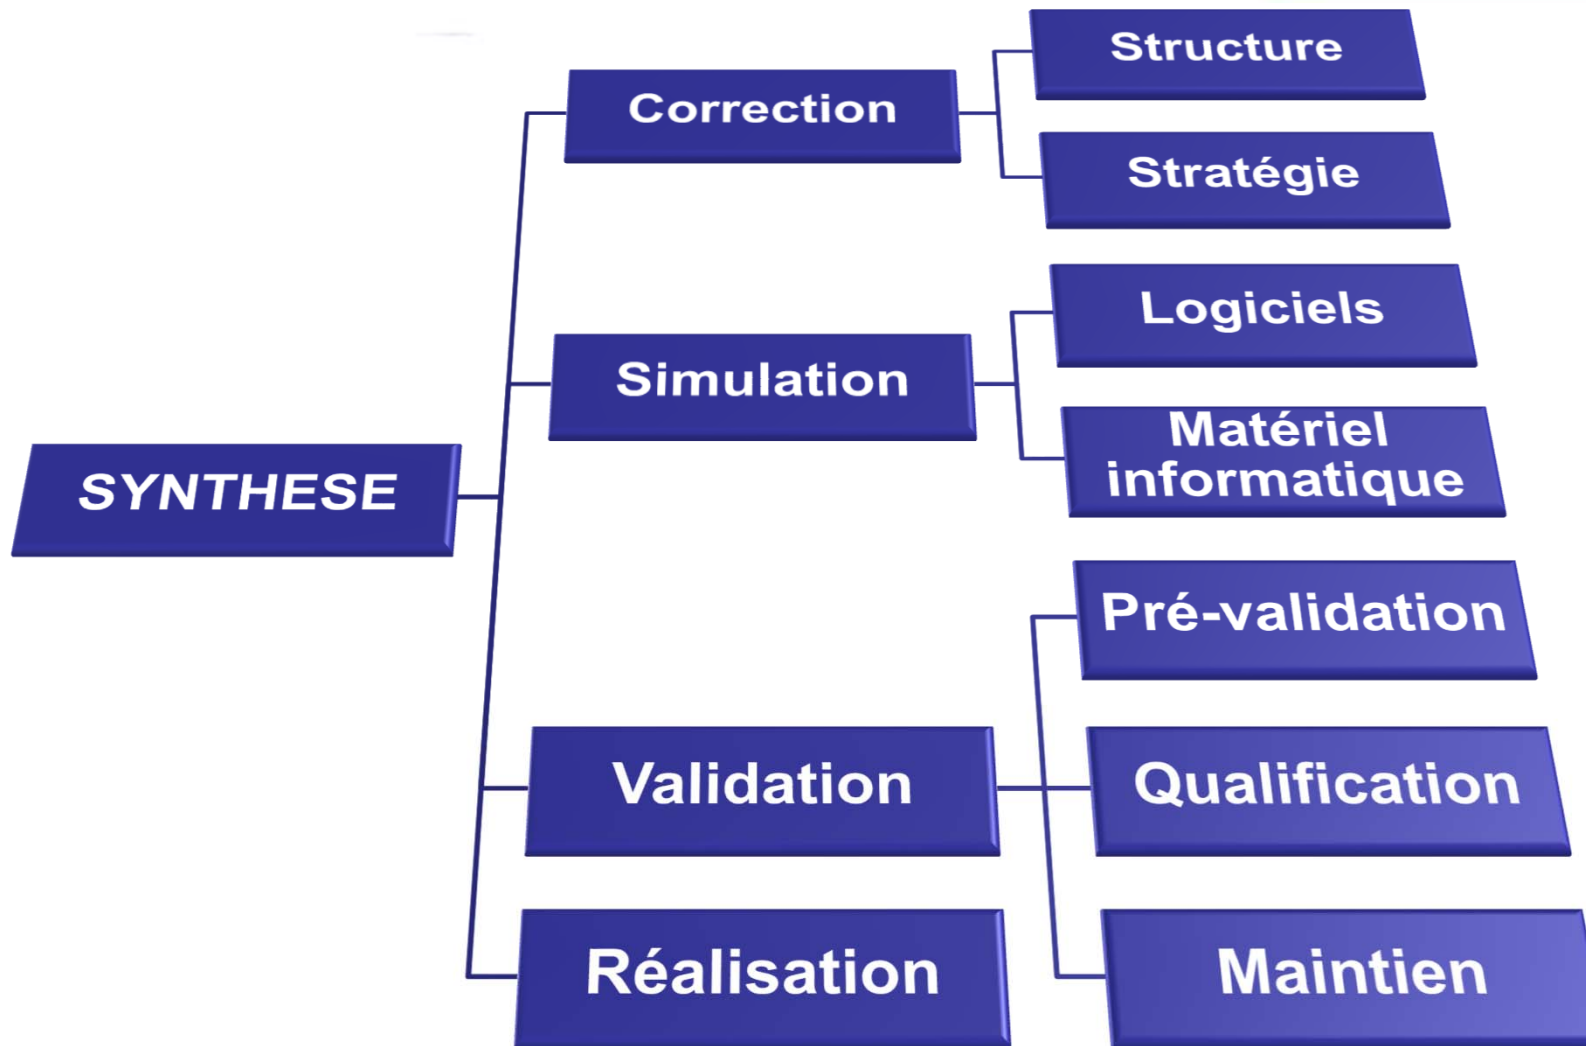 SYNTHESE
Correction
Structure
Stratégie
Simulation
Logiciels
Matériel
informatique
Validation
Pré-validation
Qualification
Maintien
Réalisation